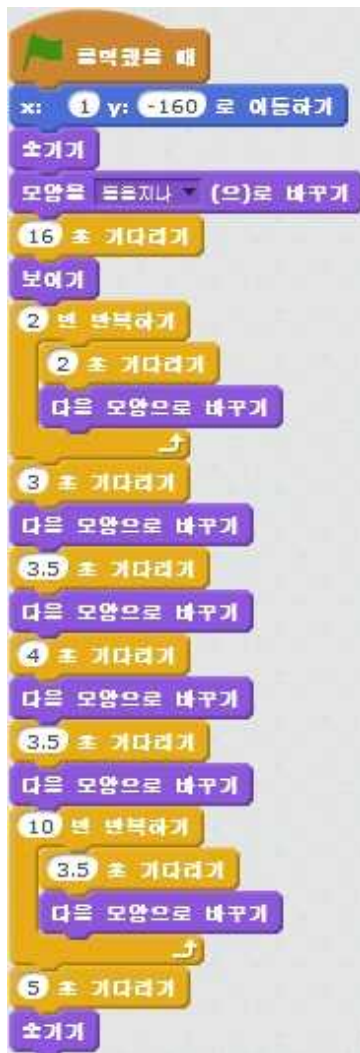 클릭했을 때
x: 1 y: -160 로 이동하기
숨기기
모양을 들을지나 (으)로 바꾸기
16 초 기다리기
보이기
2 번 반복하기
2 초 기다리기
다음 모양으로 바꾸기
3 초 기다리기
다음 모양으로 바꾸기
3.5 초 기다리기
다음 모양으로 바꾸기
4 초 기다리기
다음 모양으로 바꾸기
3.5 초 기다리기
다음 모양으로 바꾸기
10 번 반복하기
3.5 초 기다리기
다음 모양으로 바꾸기
5 초 기다리기
숨기기